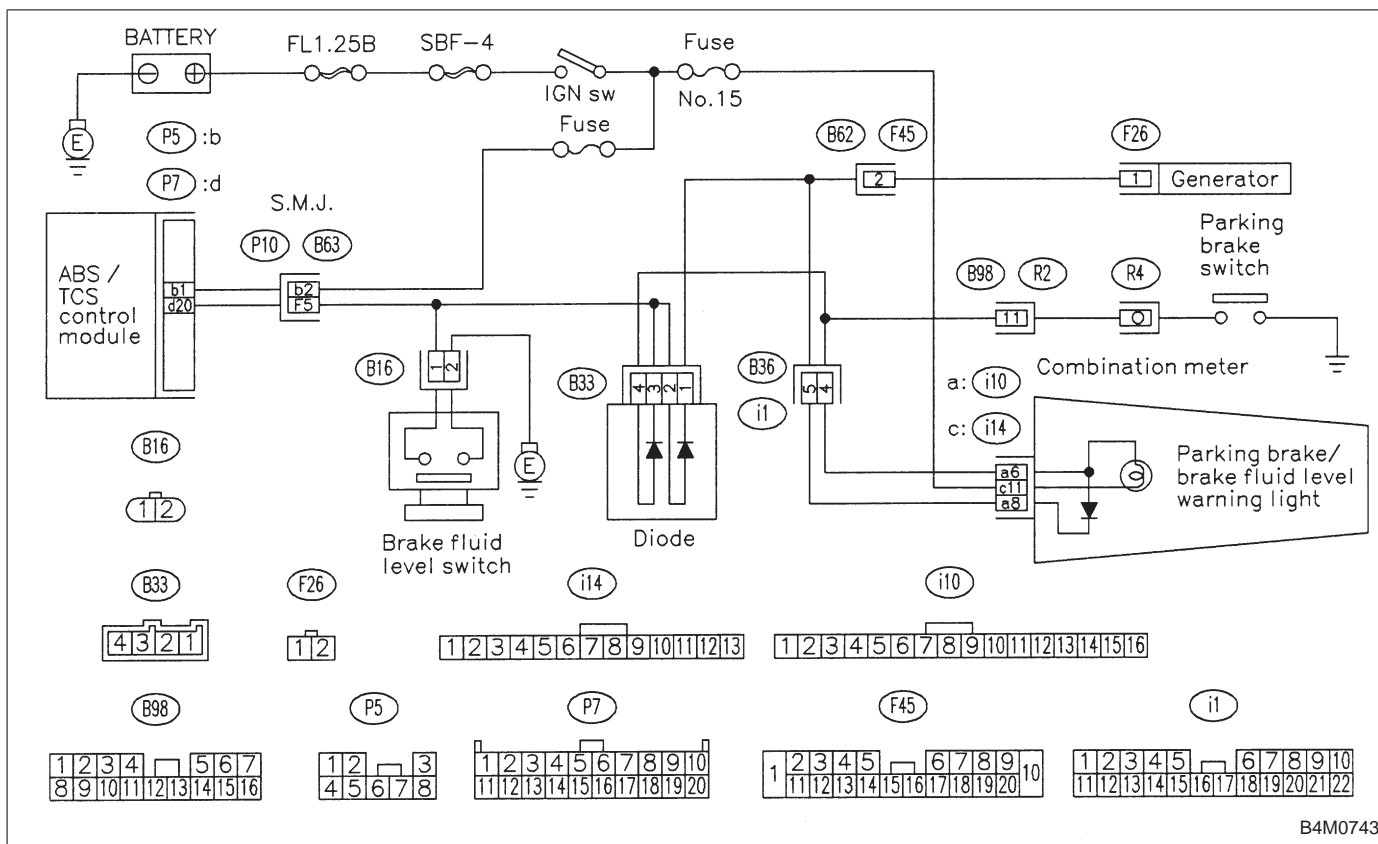 BATTERY
FL1.25B
SBF-4
Fuse
IGN sw
No.15
Fuse
E
P5 :b
P7 :d
B62 F45
F26
2
1 Generator
S.M.J.
P10 B63
Parking
brake
switch
ABS /
TCS
control
module
b1
d20
b2
F5
B98 R2 R4
11
B16
1 2
B33
4 3 2 1
B36
i1
5 4
Combination meter
a: i10
c: i14
E
a6
c11
a8
Parking brake/
brake fluid level
warning light
Brake fluid
level switch
Diode
B16
1 2
B33
4 3 2 1
F26
1 2
i14
1 2 3 4 5 6 7 8 9 10 11 12 13
i10
1 2 3 4 5 6 7 8 9 10 11 12 13 14 15 16
B98
1 2 3 4 5 6 7
8 9 10 11 12 13 14 15 16
P5
1 2 3
4 5 6 7 8
P7
1 2 3 4 5 6 7 8 9 10
11 12 13 14 15 16 17 18 19 20
F45
1 2 3 4 5 6 7 8 9 10
11 12 13 14 15 16 17 18 19 20
i1
1 2 3 4 5 6 7 8 9 10
11 12 13 14 15 16 17 18 19 20 21 22
B4M0743